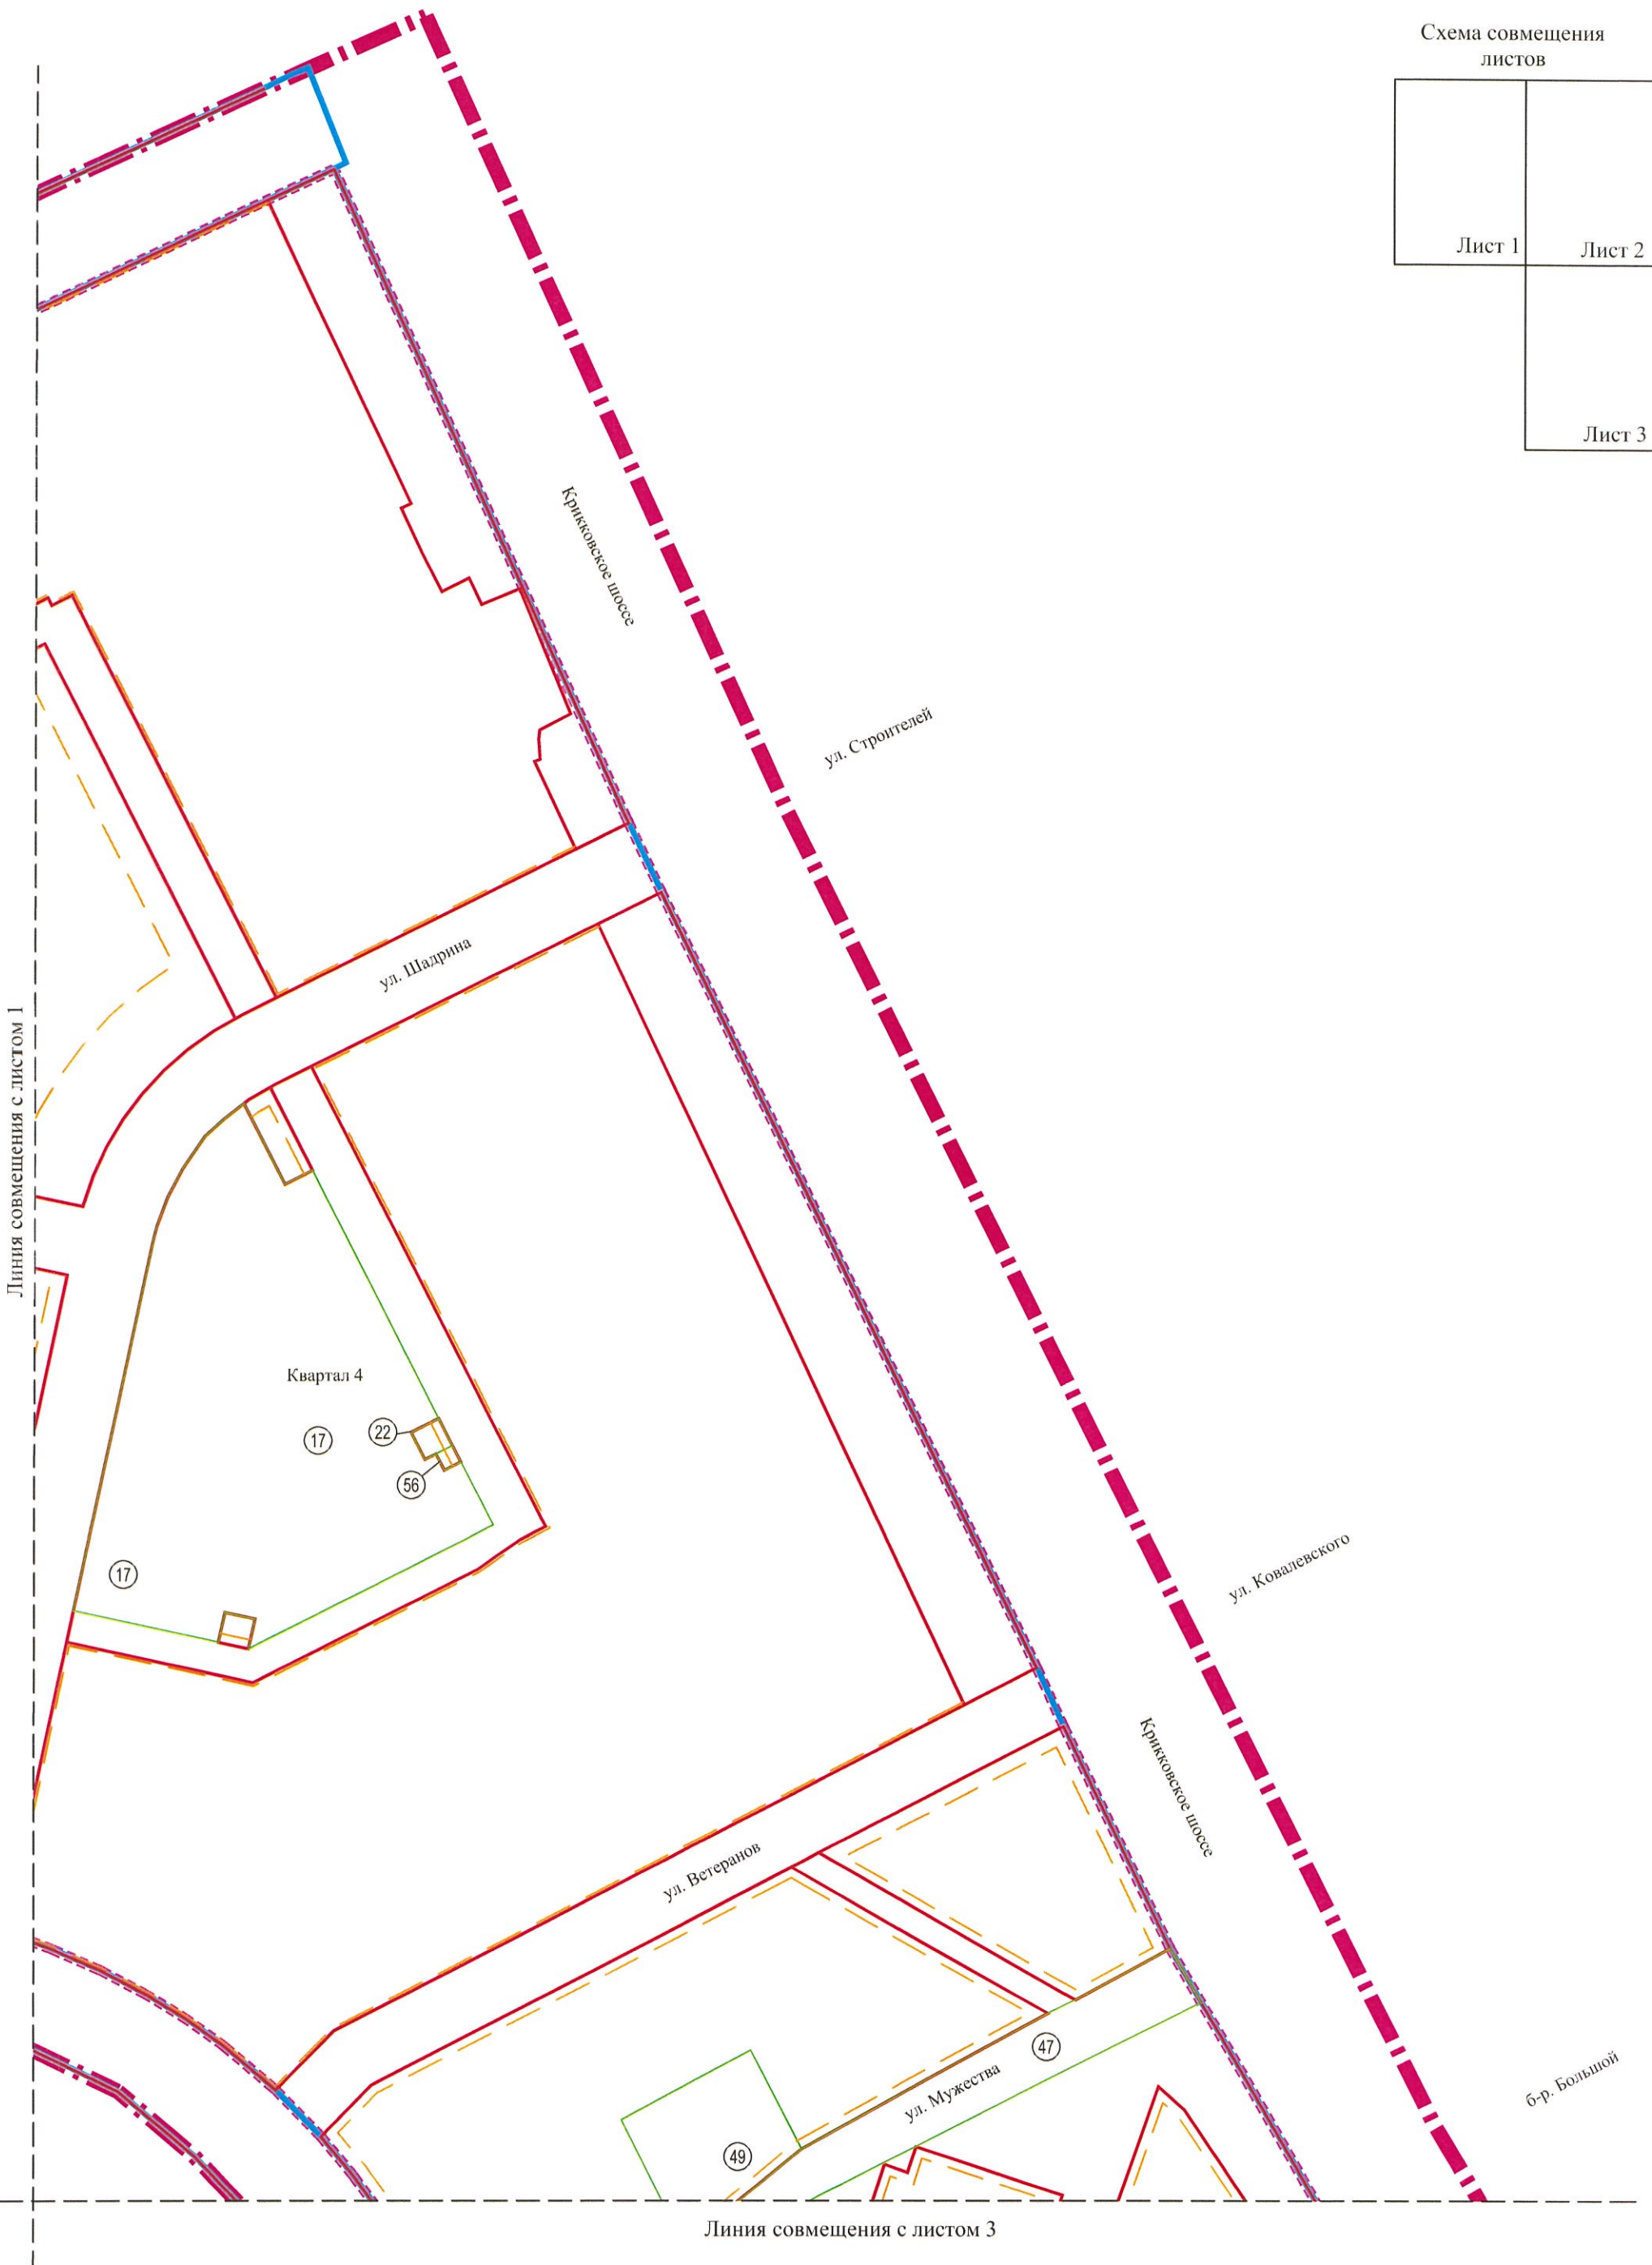 Схема совмещения
листов
Лист 1
Лист 2
Лист 3
Крикковское шоссе
ул. Строителей
ул. Шадрина
Линия совмещения с листом 1
Квартал 4
17
22
56
17
ул. Ковалевского
Крикковское шоссе
ул. Ветеранов
47
ул. Мужества
б-р. Большой
49
Линия совмещения с листом 3